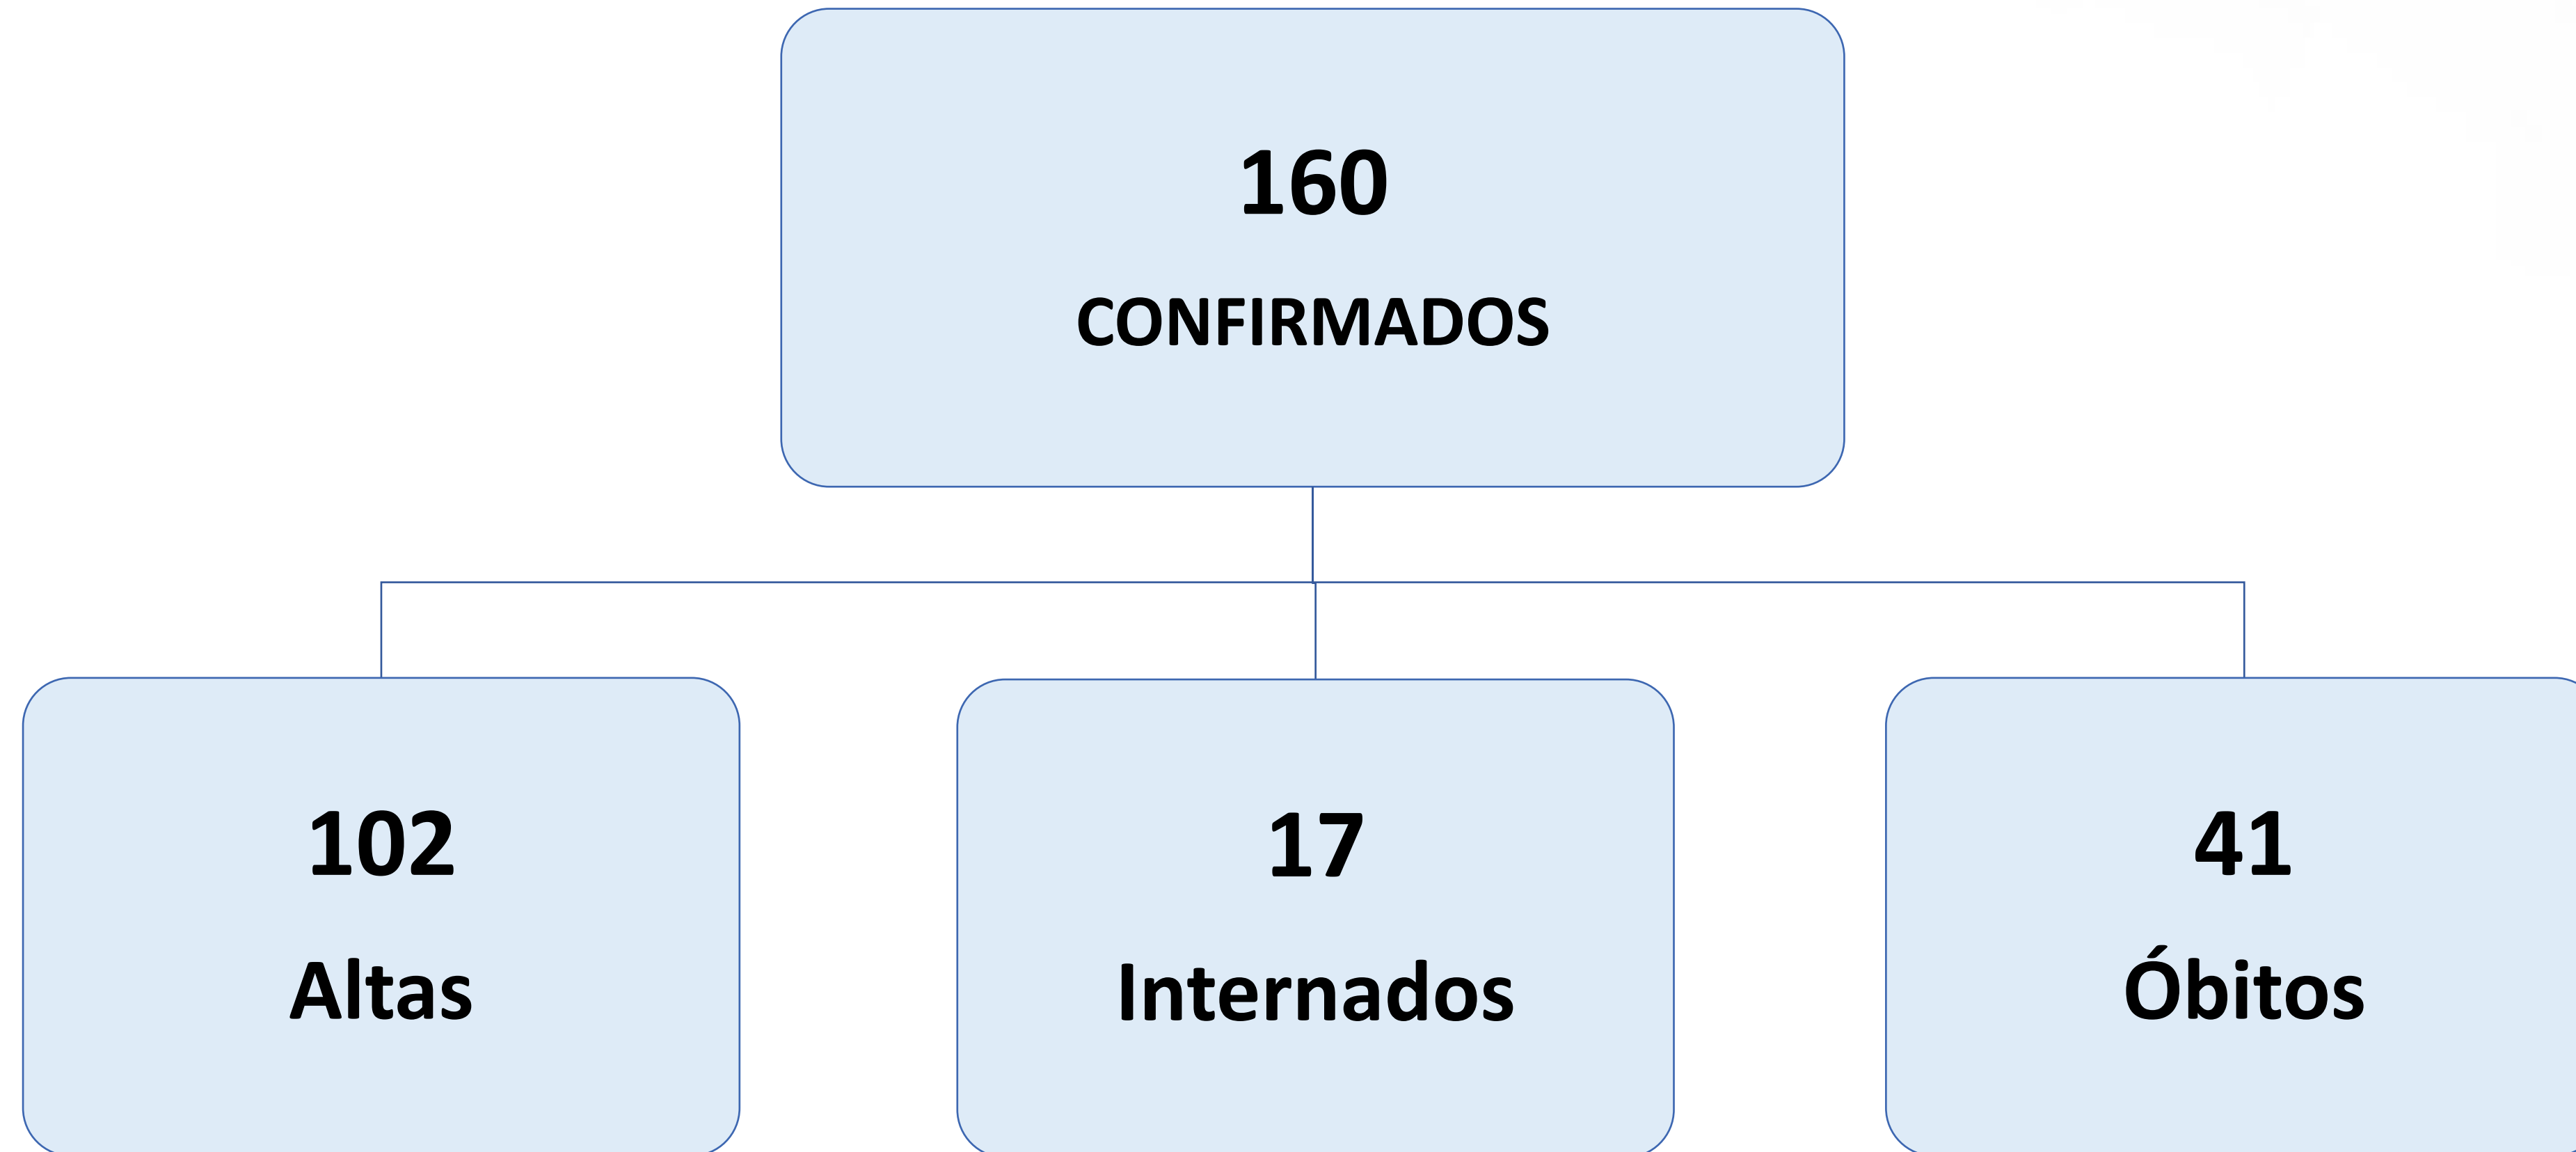 160
CONFIRMADOS
102
Altas
17
Internados
41
Óbitos